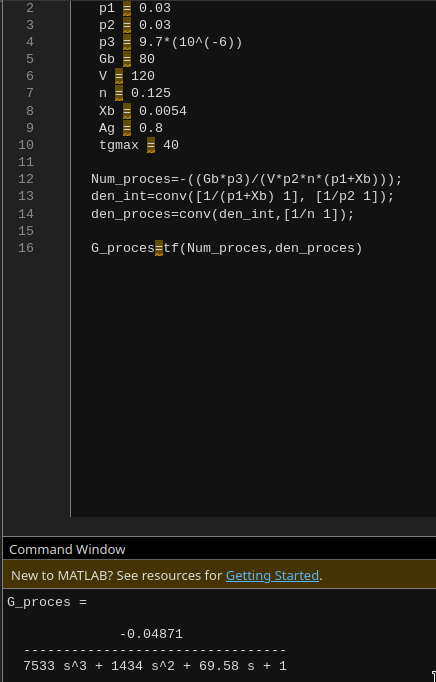 2 p1 = 0.03
3 p2 = 0.03
4 p3 = 9.7*(10^(-6))
5 Gb = 80
6 V = 120
7 n = 0.125
8 Xb = 0.0054
9 Ag = 0.8
10 tgmax = 40
11
12 Num_proces=-((Gb*p3)/(V*p2*n*(p1+Xb)));
13 den_int=conv([1/(p1+Xb) 1], [1/p2 1]);
14 den_proces=conv(den_int,[1/n 1]);
15
16 G_proces=tf(Num_proces,den_proces)
Command Window
New to MATLAB? See resources for Getting Started.
G_proces =
-0.04871
---------------------------------
7533 s^3 + 1434 s^2 + 69.58 s + 1